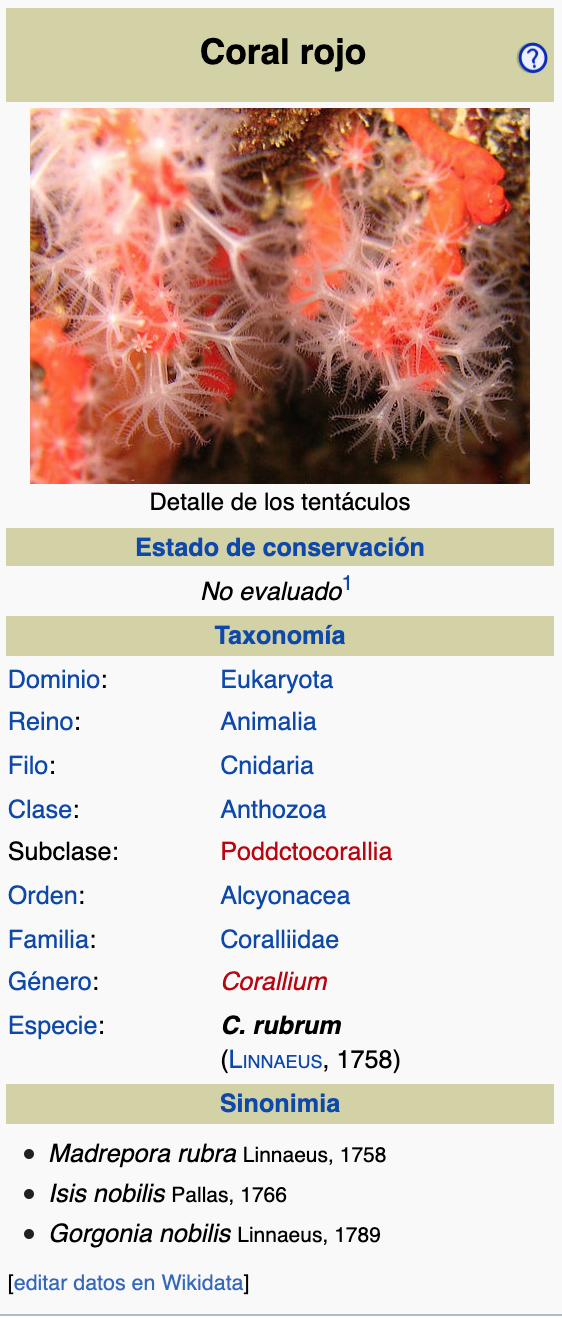 Coral rojo
?
Detalle de los tentáculos
Estado de conservación
No evaluado1
Taxonomía
Dominio: Eukaryota
Reino: Animalia
Filo: Cnidaria
Clase: Anthozoa
Subclase: Poddctocorallia
Orden: Alcyonacea
Familia: Coralliidae
Género: Corallium
Especie: C. rubrum
(LINNAEUS, 1758)
Sinonimia
• Madrepora rubra Linnaeus, 1758
• Isis nobilis Pallas, 1766
• Gorgonia nobilis Linnaeus, 1789
[editar datos en Wikidata]